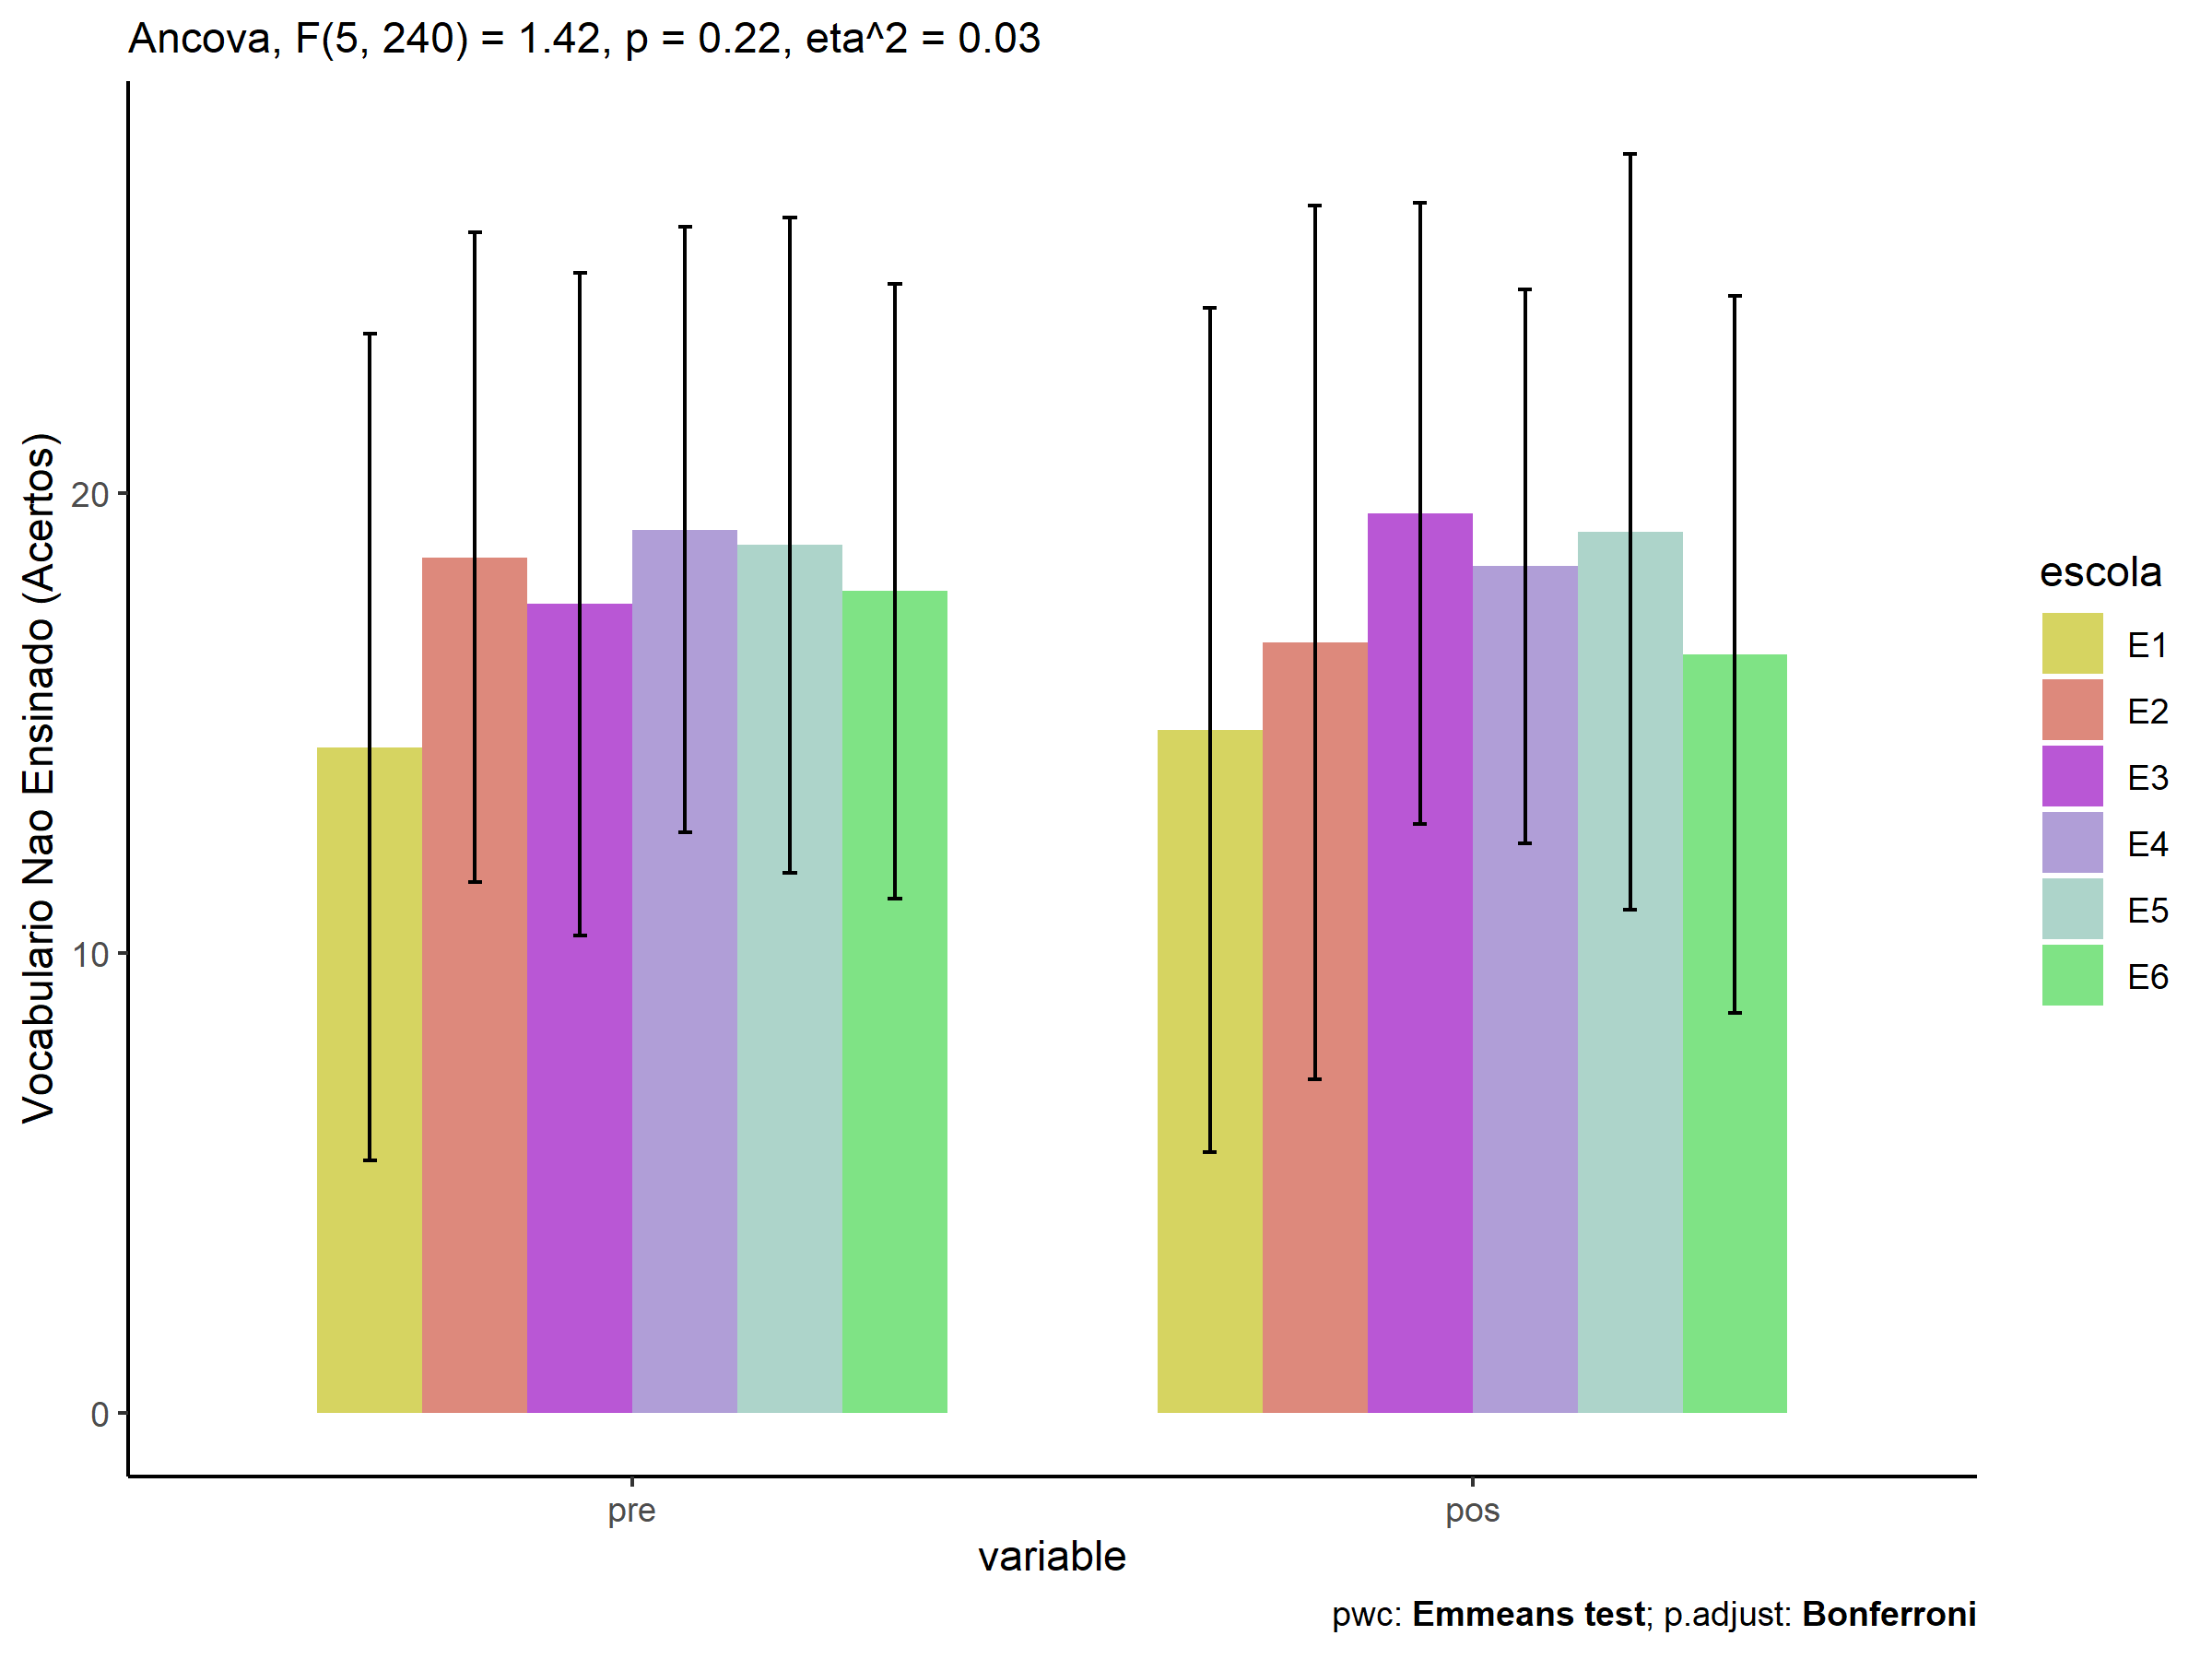 Ancova, F(5, 240) = 1.42, p = 0.22, eta^2 = 0.03
Vocabulario Nao Ensinado (Acertos)
20
10
0
pre
pos
variable
escola
E1
E2
E3
E4
E5
E6
pwc: Emmeans test; p.adjust: Bonferroni